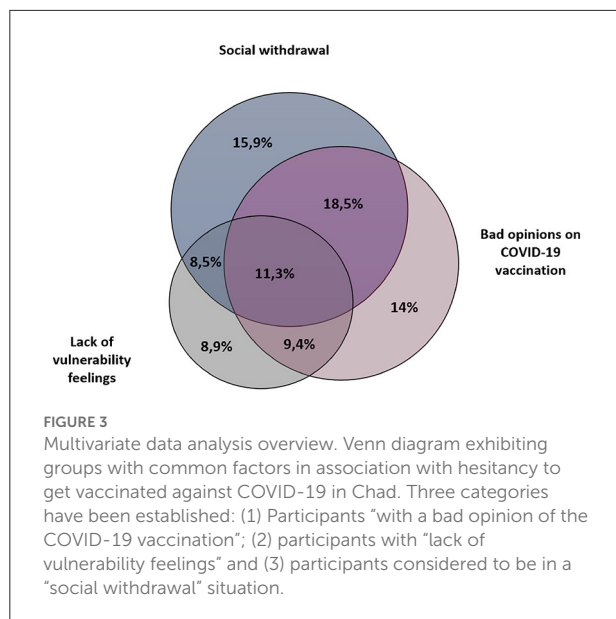 Social withdrawal
15,9%
18,5%
Bad opinions on
COVID-19
vaccination
8,5%
11,3%
14%
8,9%
9,4%
Lack of
vulnerability
feelings
FIGURE 3
Multivariate data analysis overview. Venn diagram exhibiting
groups with common factors in association with hesitancy to
get vaccinated against COVID-19 in Chad. Three categories
have been established: (1) Participants “with a bad opinion of the
COVID-19 vaccination”; (2) participants with “lack of
vulnerability feelings” and (3) participants considered to be in a
“social withdrawal” situation.